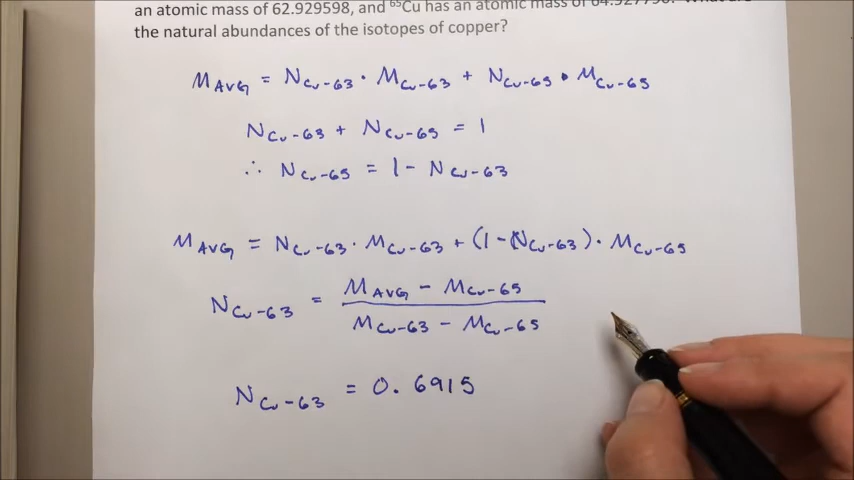 an atomic mass of 62.929598, and ⁶⁵Cu has an atomic mass of
the natural abundances of the isotopes of copper?
M_AVG = N_Cu-63 · M_Cu-63 + N_Cu-65 · M_Cu-65
N_Cu-63 + N_Cu-65 = 1
∴ N_Cu-65 = 1 - N_Cu-63
M_AVG = N_Cu-63 · M_Cu-63 + (1 - N_Cu-63) · M_Cu-65
N_Cu-63 = M_AVG - M_Cu-65
M_Cu-63 - M_Cu-65
N_Cu-63 = 0.6915